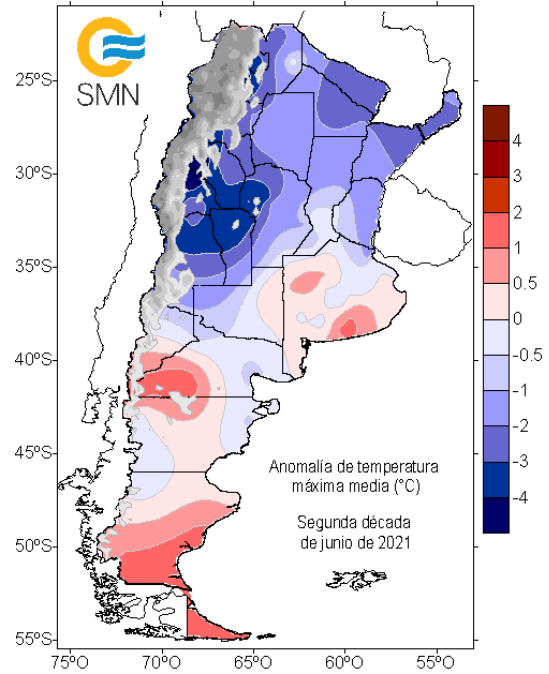 SMN
25ºS
30ºS
35ºS
40ºS
45ºS
50ºS
55ºS
75ºO
70ºO
65ºO
60ºO
55ºO
4
3
2
1
0.5
0
-0.5
-1
-2
-3
-4
Anomalía de temperatura
máxima media (°C)
Segunda década
de junio de 2021